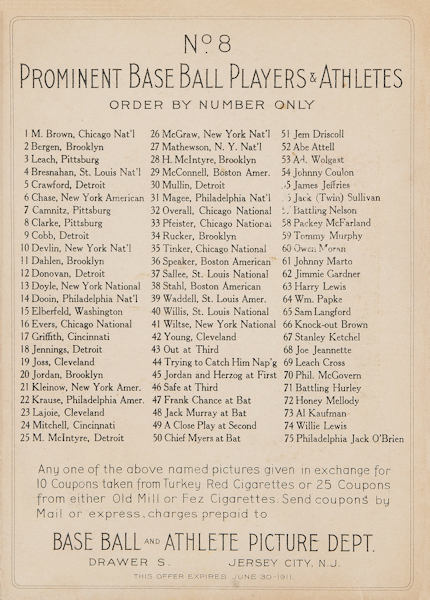 No 8
PROMINENT BASE BALL PLAYERS & ATHLETES
ORDER BY NUMBER ONLY
1 M. Brown, Chicago Nat'l
2 Bergen, Brooklyn
3 Leach, Pittsburg
4 Bresnahan, St. Louis Nat'l
5 Crawford, Detroit
6 Chase, New York American
7 Camnitz, Pittsburg
8 Clarke, Pittsburg
9 Cobb, Detroit
10 Devlin, New York Nat'l
11 Dahlen, Brooklyn
12 Donovan, Detroit
13 Doyle, New York National
14 Dooin, Philadelphia Nat'l
15 Elberfeld, Washington
16 Evers, Chicago National
17 Griffith, Cincinnati
18 Jennings, Detroit
19 Joss, Cleveland
20 Jordan, Brooklyn
21 Kleinow, New York Amer.
22 Krause, Philadelphia Amer.
23 Lajoie, Cleveland
24 Mitchell, Cincinnati
25 M. McIntyre, Detroit
26 McGraw, New York Nat'l
27 Mathewson, N. Y. Nat'l
28 H. McIntyre, Brooklyn
29 McConnell, Boston Amer.
30 Mullin, Detroit
31 Magee, Philadelphia Nat'l
32 Overall, Chicago National
33 Pfeister, Chicago National
34 Rucker, Brooklyn
35 Tinker, Chicago National
36 Speaker, Boston American
37 Sallee, St. Louis National
38 Stahl, Boston American
39 Waddell, St. Louis Amer.
40 Willis, St. Louis National
41 Wiltse, New York National
42 Young, Cleveland
43 Out at Third
44 Trying to Catch Him Nap'g
45 Jordan and Herzog at First
46 Safe at Third
47 Frank Chance at Bat
48 Jack Murray at Bat
49 A Close Play at Second
50 Chief Myers at Bat
51 Jem Driscoll
52 Abe Attell
53 Ad. Wolgast
54 Johnny Coulon
5 James Jeffries
5 Jack (Twin) Sullivan
Battling Nelson
58 Packey McFarland
59 Tommy Murphy
60 Owen Moran
61 Johnny Marto
62 Jimmie Gardner
63 Harry Lewis
64 Wm. Papke
65 Sam Langford
66 Knock-out Brown
67 Stanley Ketchel
68 Joe Jeannette
69 Leach Cross
70 Phil. McGovern
71 Battling Hurley
72 Honey Mellody
73 Al Kaufman
74 Willie Lewis
75 Philadelphia Jack O'Brien
Any one of the above named pictures given in exchange for
10 Coupons taken from Turkey Red Cigarettes or 25 Coupons
from either Old Mill or Fez Cigarettes. Send coupons by
Mail or express, charges prepaid to
BASE BALL AND ATHLETE PICTURE DEPT.
DRAWER S. JERSEY CITY, N.J.
THIS OFFER EXPIRES JUNE 30-1911.